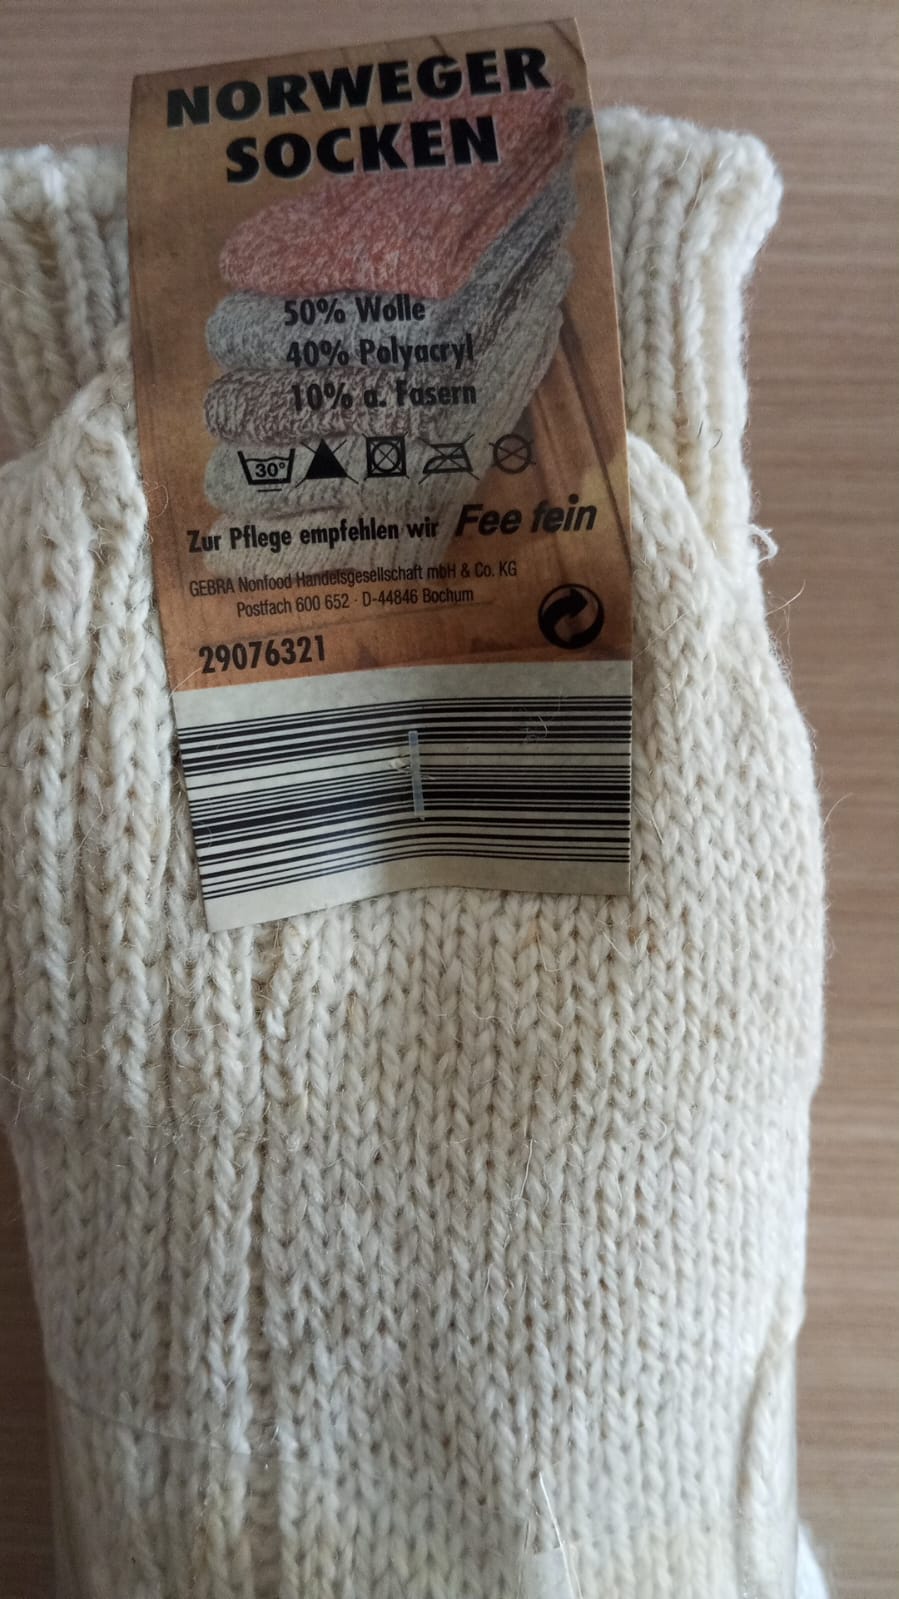 NORWEGER
SOCKEN
50% Wolle
40% Polyacryl
10% a. Fasern
30°
Zur Pflege empfehlen wir Fee fein
GEBRA Nonfood Handelsgesellschaft mbH & Co. KG
Postfach 600 652 · D-44846 Bochum
29076321